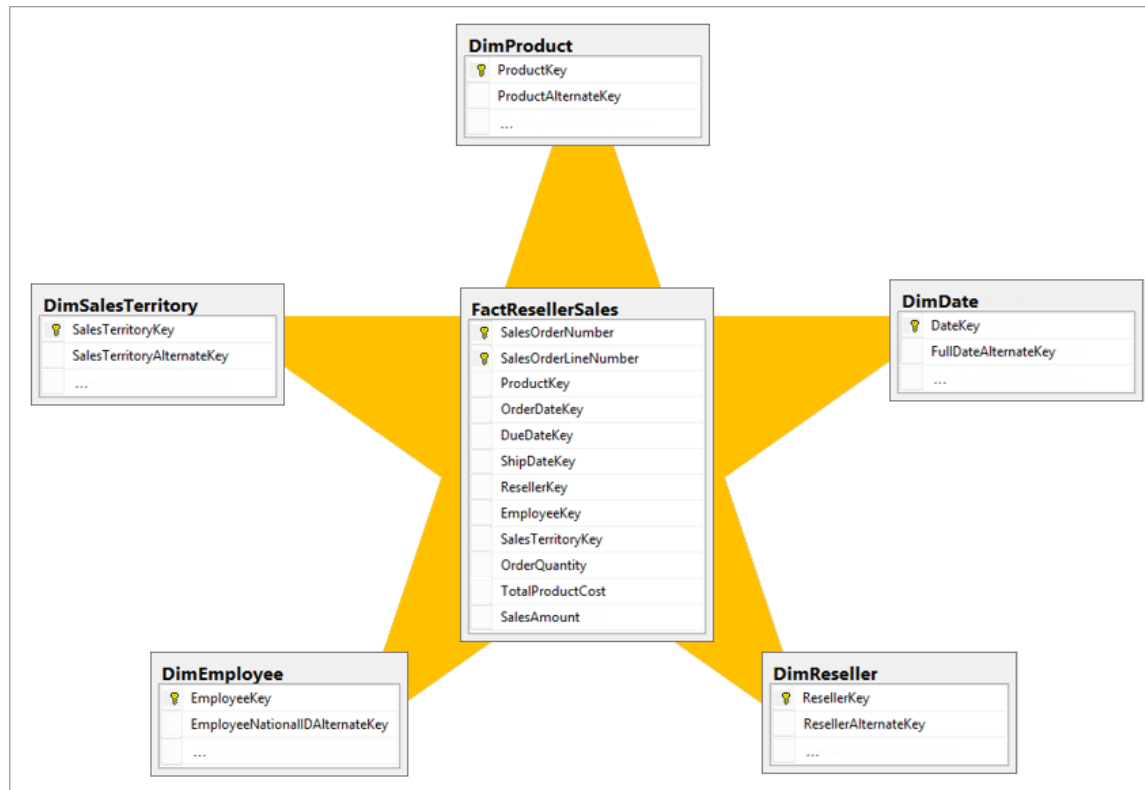 DimProduct
ProductKey
ProductAlternateKey
...
DimSalesTerritory
SalesTerritoryKey
SalesTerritoryAlternateKey
...
FactResellerSales
SalesOrderNumber
SalesOrderLineNumber
ProductKey
OrderDateKey
DueDateKey
ShipDateKey
ResellerKey
EmployeeKey
SalesTerritoryKey
OrderQuantity
TotalProductCost
SalesAmount
DimDate
DateKey
FullDateAlternateKey
...
DimEmployee
EmployeeKey
EmployeeNationalIDAlternateKey
...
DimReseller
ResellerKey
ResellerAlternateKey
...